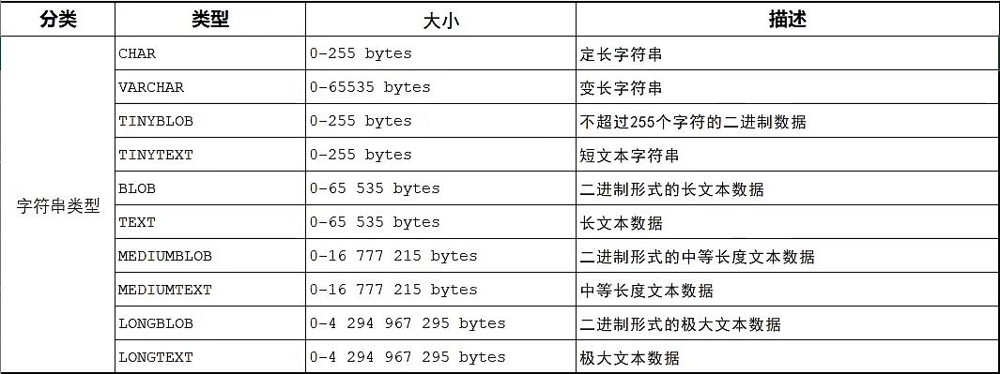 分类 类型 大小 描述
CHAR 0-255 bytes 定长字符串
VARCHAR 0-65535 bytes 变长字符串
TINYBLOB 0-255 bytes 不超过255个字符的二进制数据
TINYTEXT 0-255 bytes 短文本字符串
BLOB 0-65 535 bytes 二进制形式的长文本数据
字符串类型
TEXT 0-65 535 bytes 长文本数据
MEDIUMBLOB 0-16 777 215 bytes 二进制形式的中等长度文本数据
MEDIUMTEXT 0-16 777 215 bytes 中等长度文本数据
LONGBLOB 0-4 294 967 295 bytes 二进制形式的极大文本数据
LONGTEXT 0-4 294 967 295 bytes 极大文本数据